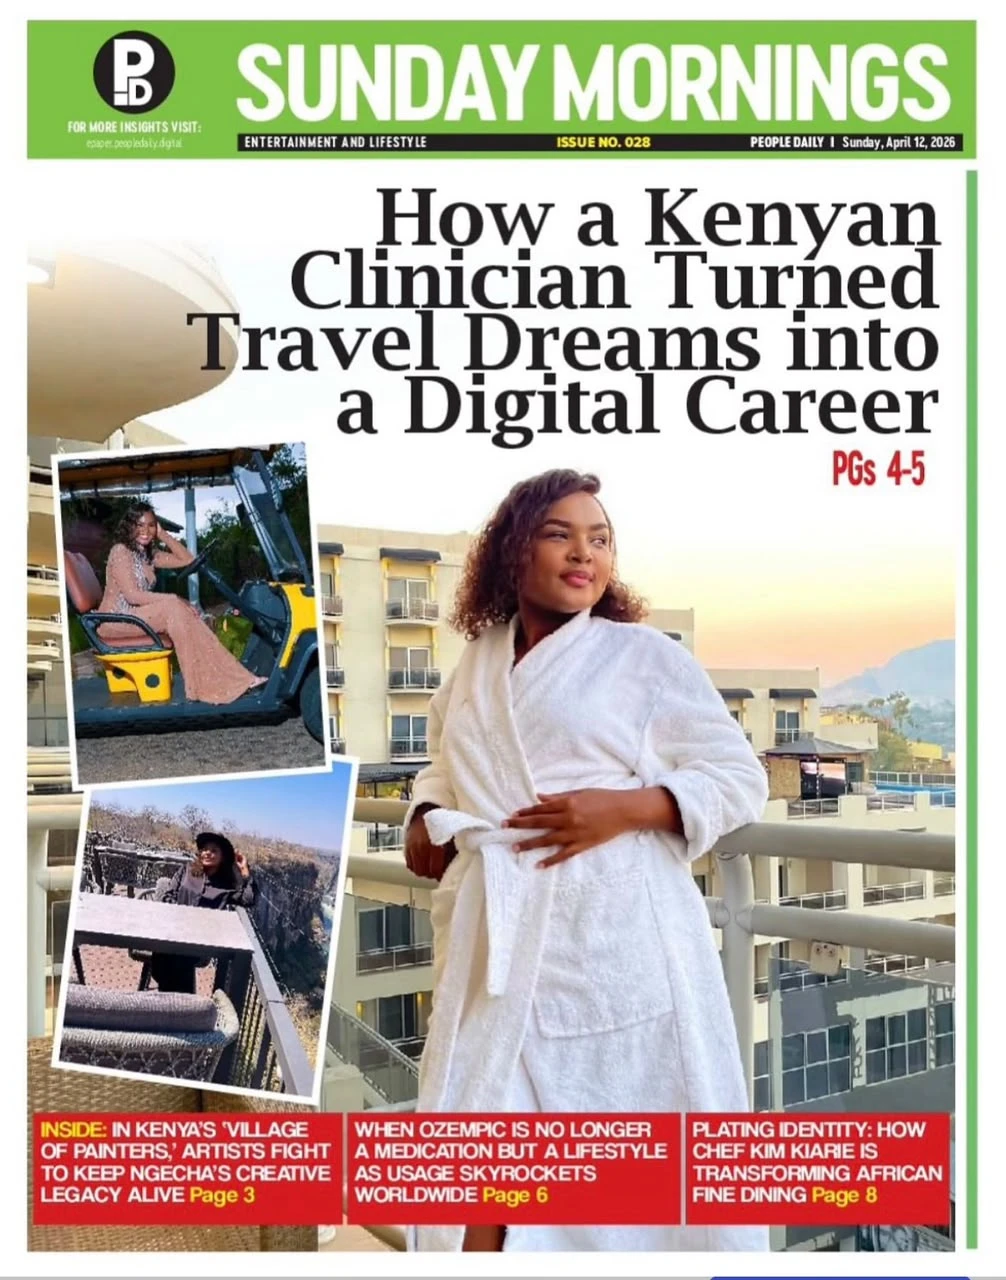 PD
FOR MORE INSIGHTS VISIT:
epaper.peopledaily.digital
SUNDAY MORNINGS
ENTERTAINMENT AND LIFESTYLE
ISSUE NO. 028
PEOPLE DAILY | Sunday, April 12, 2026
How a Kenyan
Clinician Turned
Travel Dreams into
a Digital Career
PGs 4-5
INSIDE: IN KENYA'S 'VILLAGE
OF PAINTERS,' ARTISTS FIGHT
TO KEEP NGECHA'S CREATIVE
LEGACY ALIVE Page 3
WHEN OZEMPIC IS NO LONGER
A MEDICATION BUT A LIFESTYLE
AS USAGE SKYROCKETS
WORLDWIDE Page 6
PLATING IDENTITY: HOW
CHEF KIM KIARIE IS
TRANSFORMING AFRICAN
FINE DINING Page 8